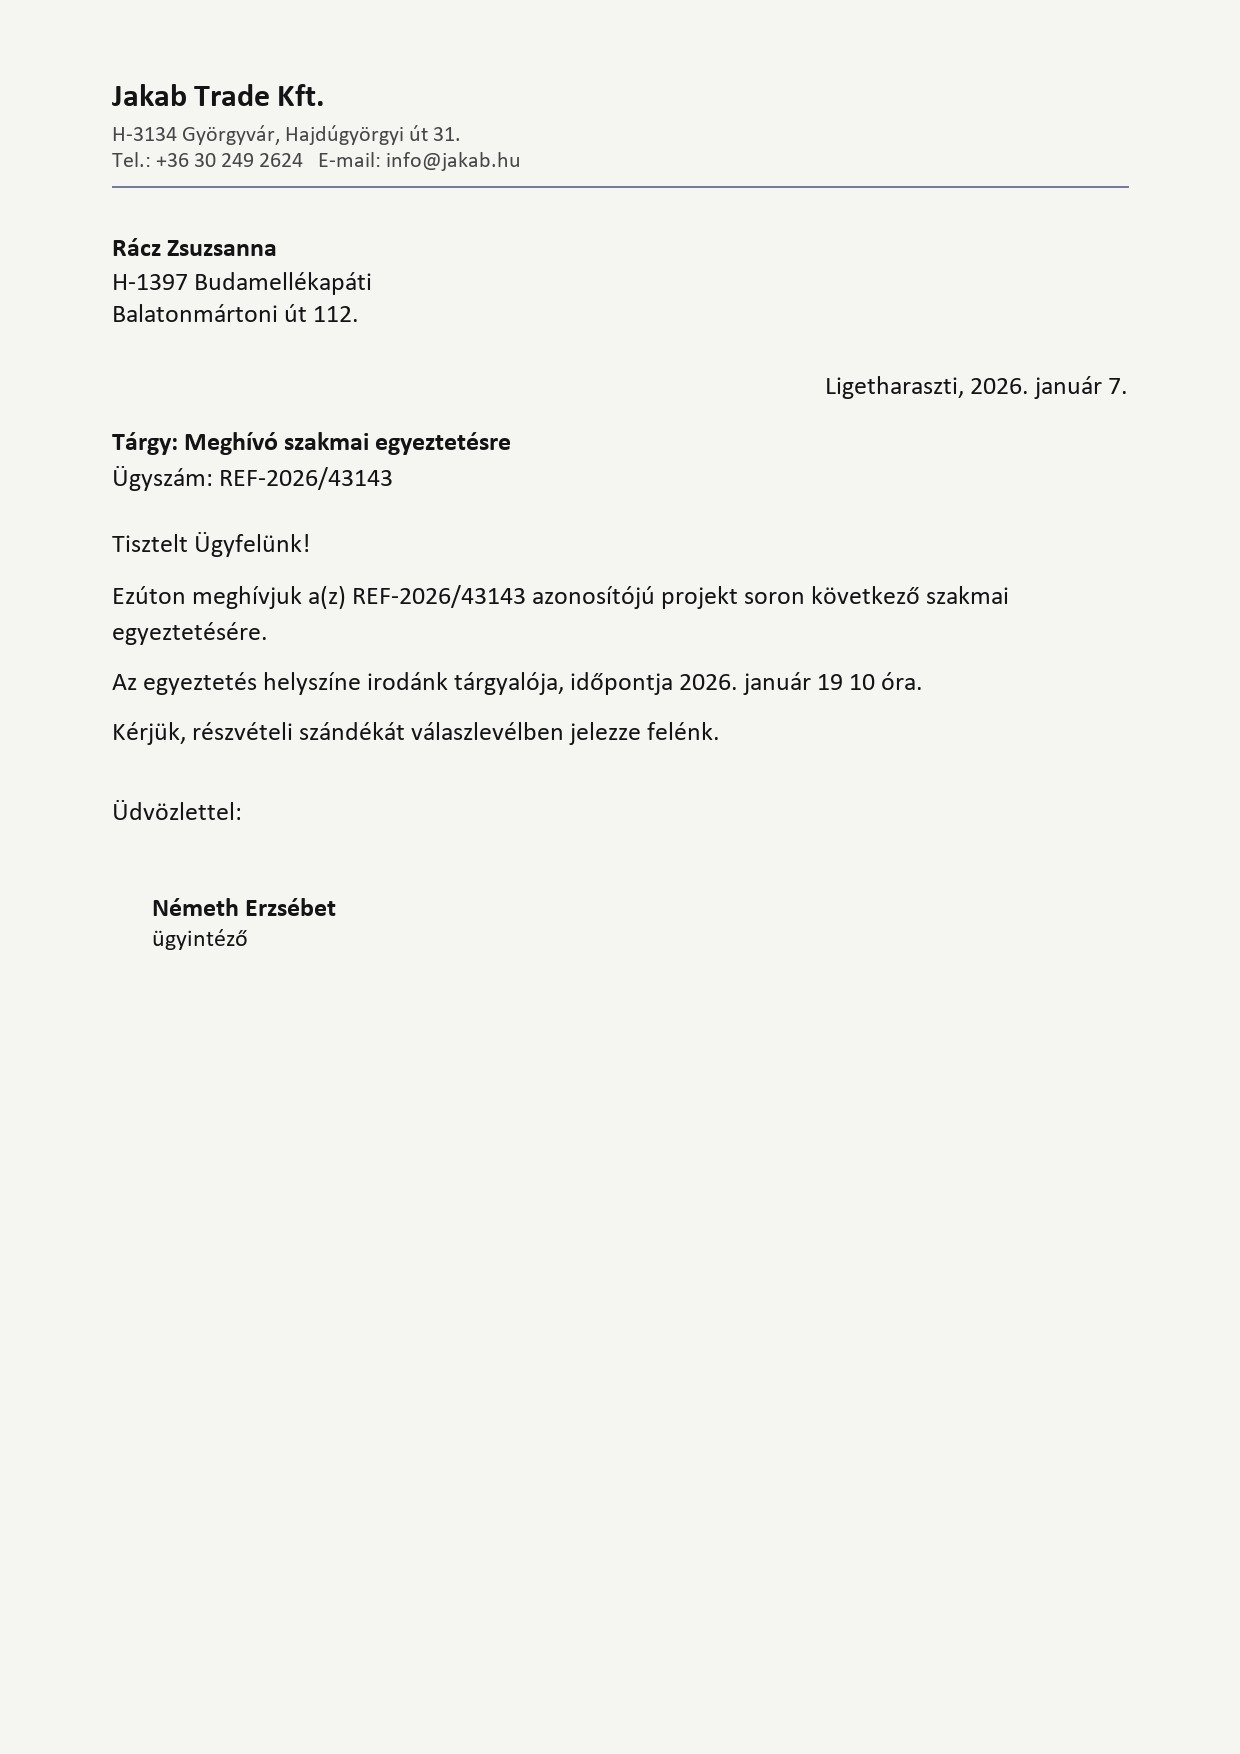 Jakab Trade Kft.
H-3134 Györgyvár, Hajdúgyörgyi út 31.
Tel.: +36 30 249 2624   E-mail: info@jakab.hu
Rácz Zsuzsanna
H-1397 Budamellékapáti
Balatonmártoni út 112.
Ligetharaszti, 2026. január 7.
Tárgy: Meghívó szakmai egyeztetésre
Ügyszám: REF-2026/43143
Tisztelt Ügyfelünk!
Ezúton meghívjuk a(z) REF-2026/43143 azonosítójú projekt soron következő szakmai
egyeztetésére.
Az egyeztetés helyszíne irodánk tárgyalója, időpontja 2026. január 19 10 óra.
Kérjük, részvételi szándékát válaszlevélben jelezze felénk.
Üdvözlettel:
Németh Erzsébet
ügyintéző